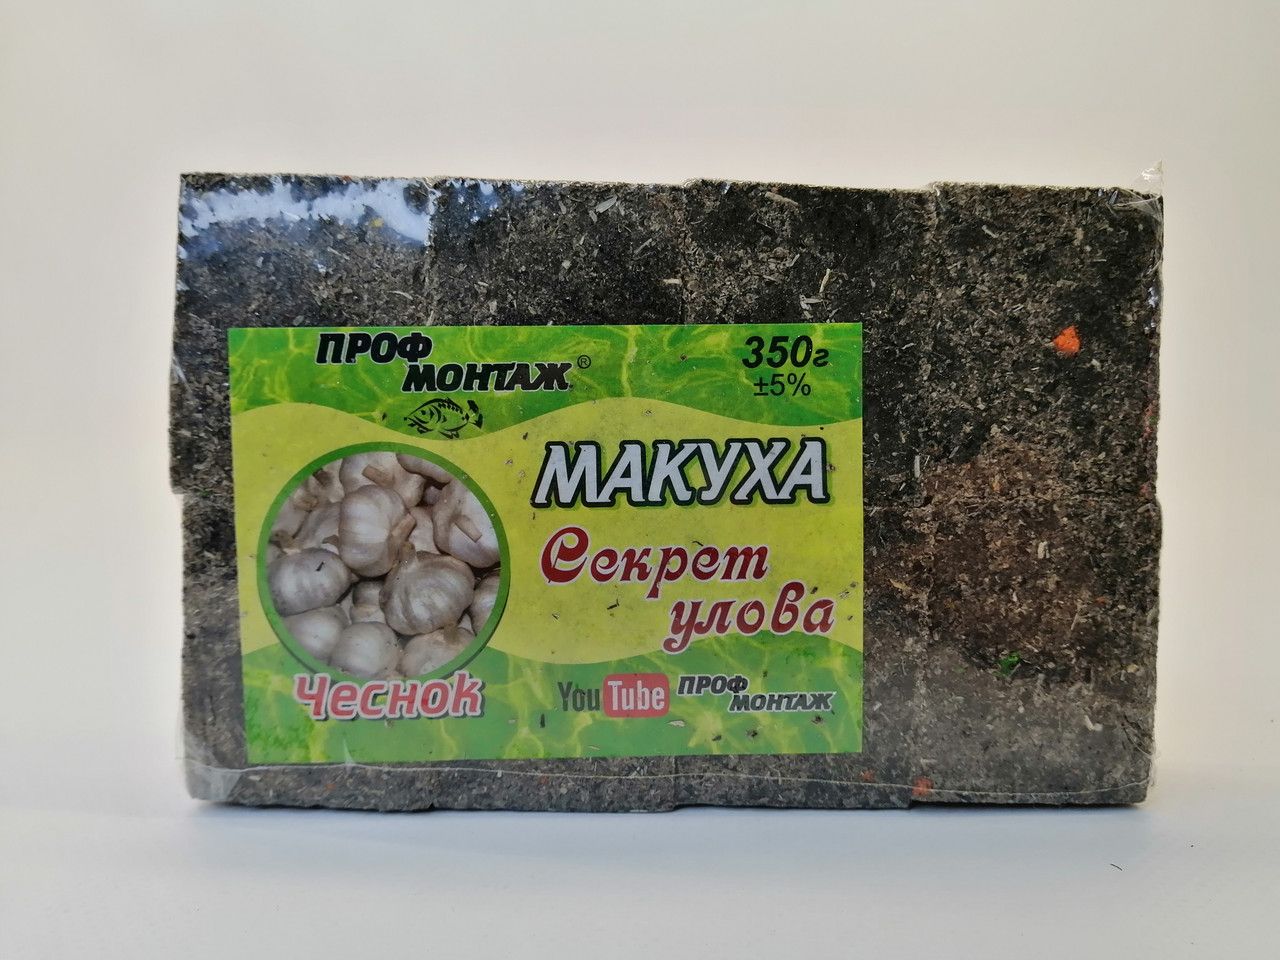 ПРОФ
МОНТАЖ®
350г
±5%
МАКУХА
Секрет
улова
Чеснок
YouTube ПРОФ
МОНТАЖ